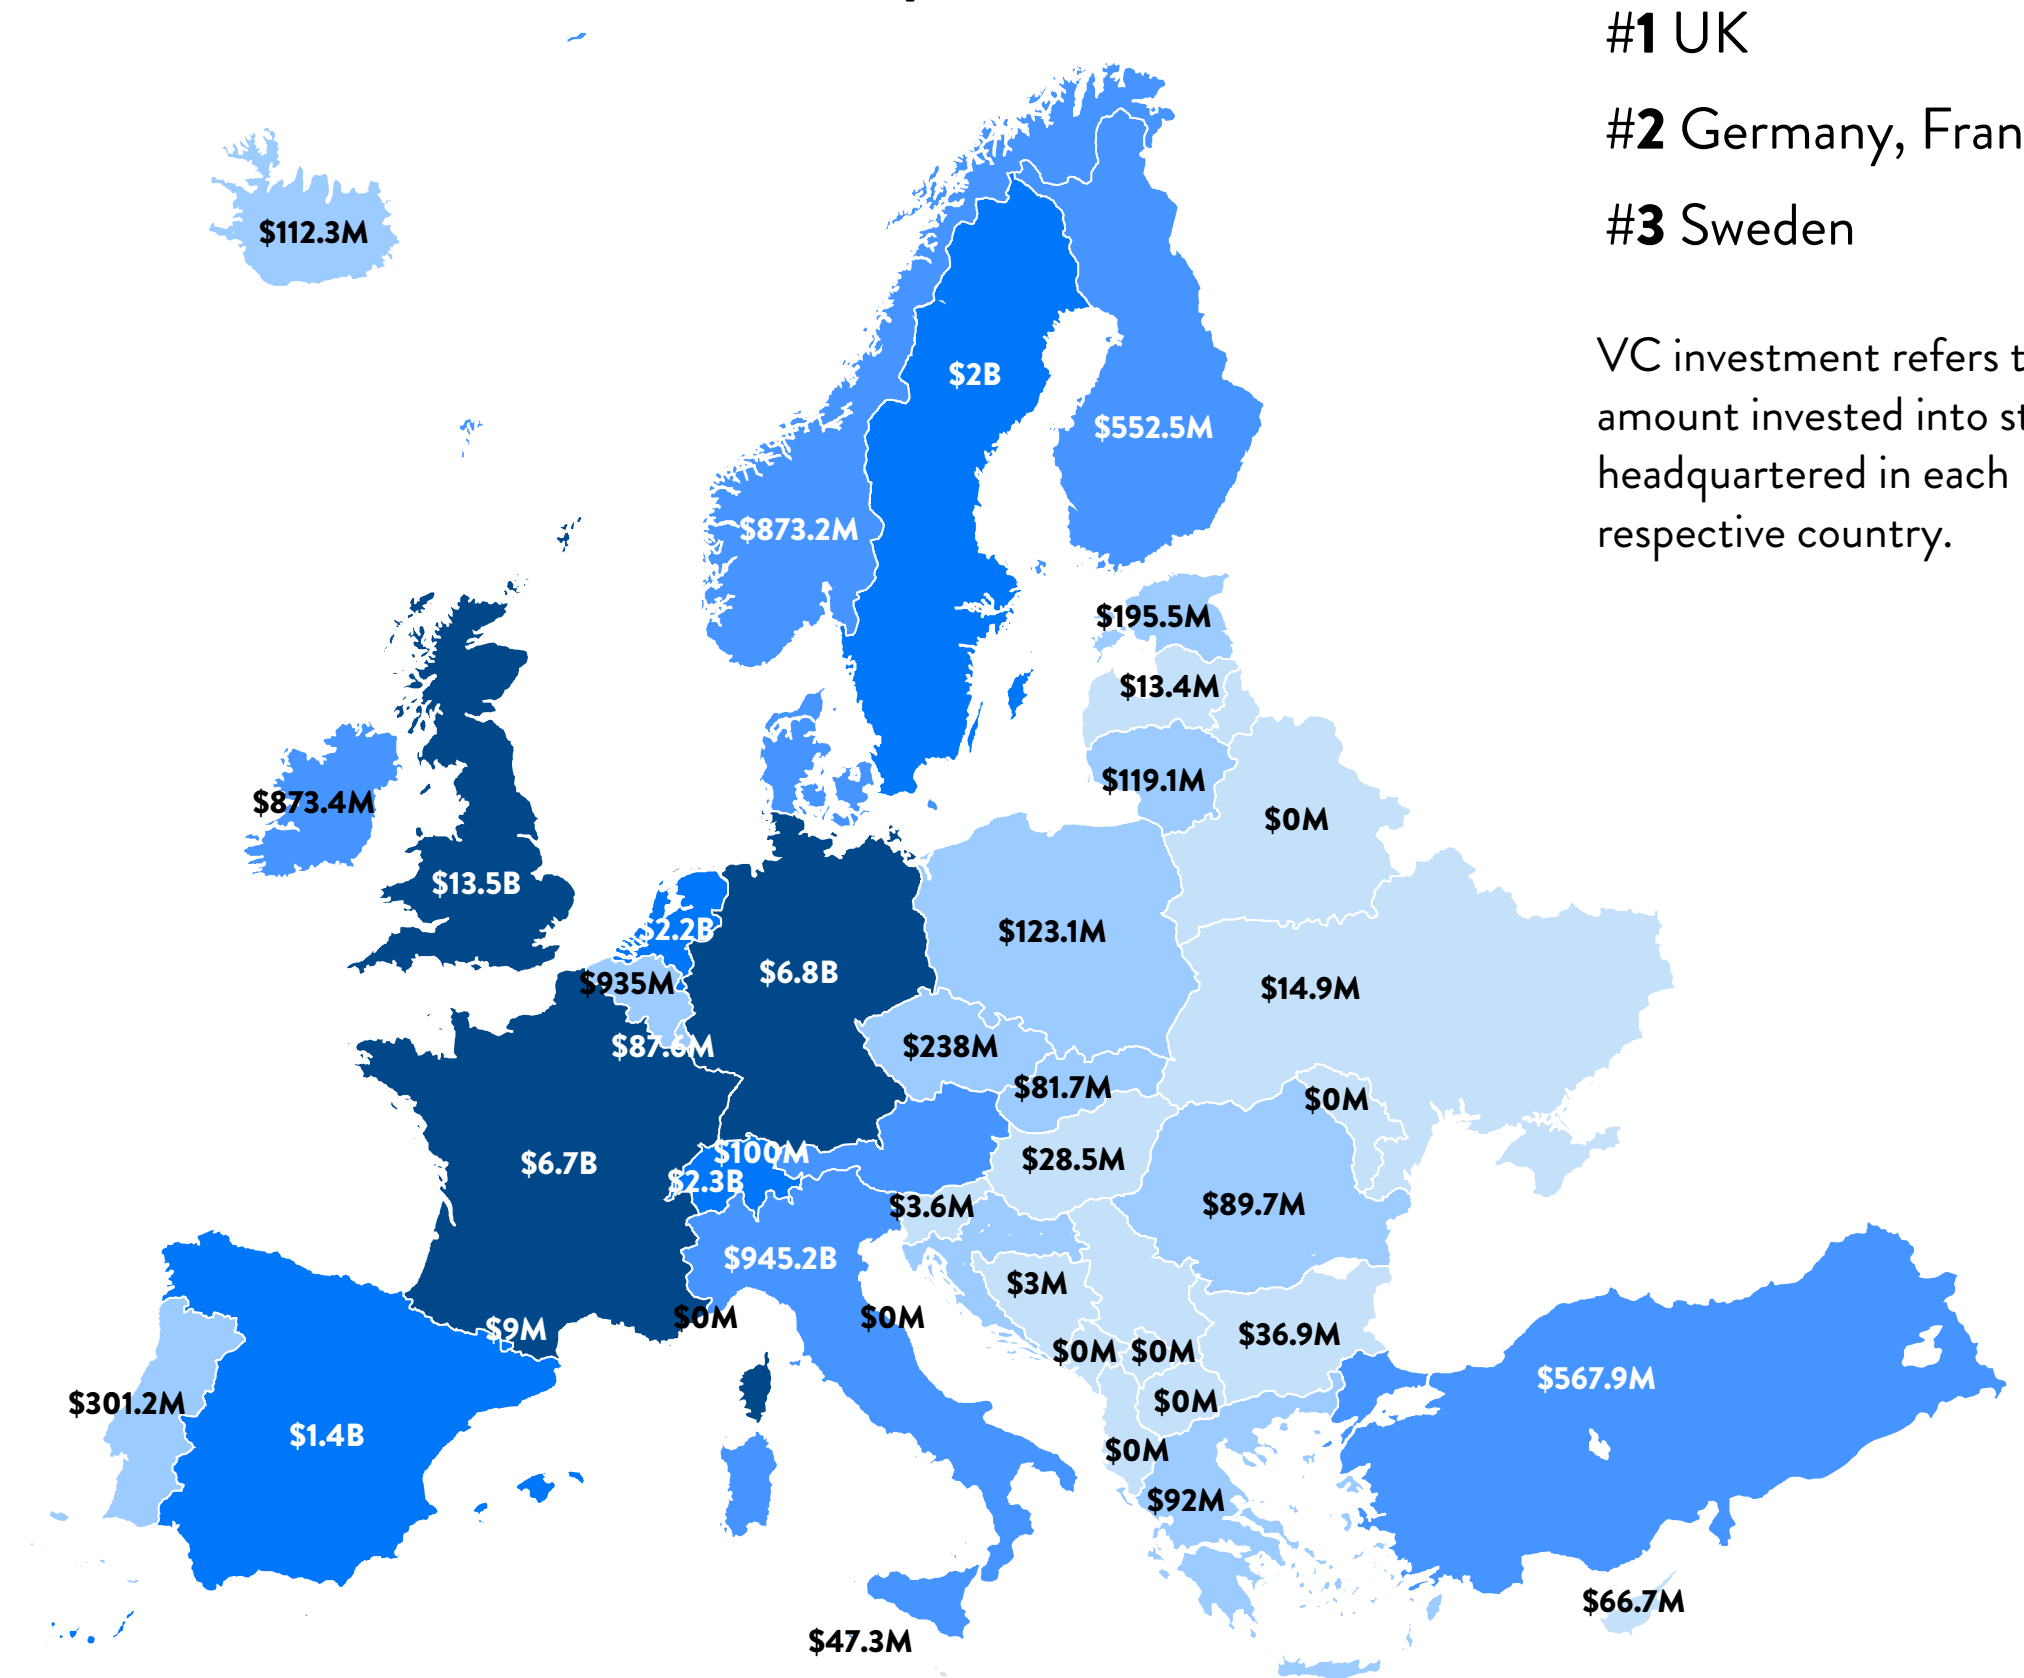 #1 UK
#2 Germany, Fran
#3 Sweden
VC investment refers t
amount invested into st
headquartered in each
respective country.
$112.3M
$2B
$552.5M
$873.2M
$195.5M
$13.4M
$119.1M
$873.4M
$0M
$13.5B
$2.2B
$123.1M
$935M
$6.8B
$14.9M
$87.6M
$238M
$81.7M
$0M
$6.7B
$100M
$2.3B
$28.5M
$3.6M
$89.7M
$945.2B
$3M
$0M
$0M
$9M
$0M
$0M
$36.9M
$301.2M
$1.4B
$0M
$567.9M
$0M
$92M
$66.7M
$47.3M